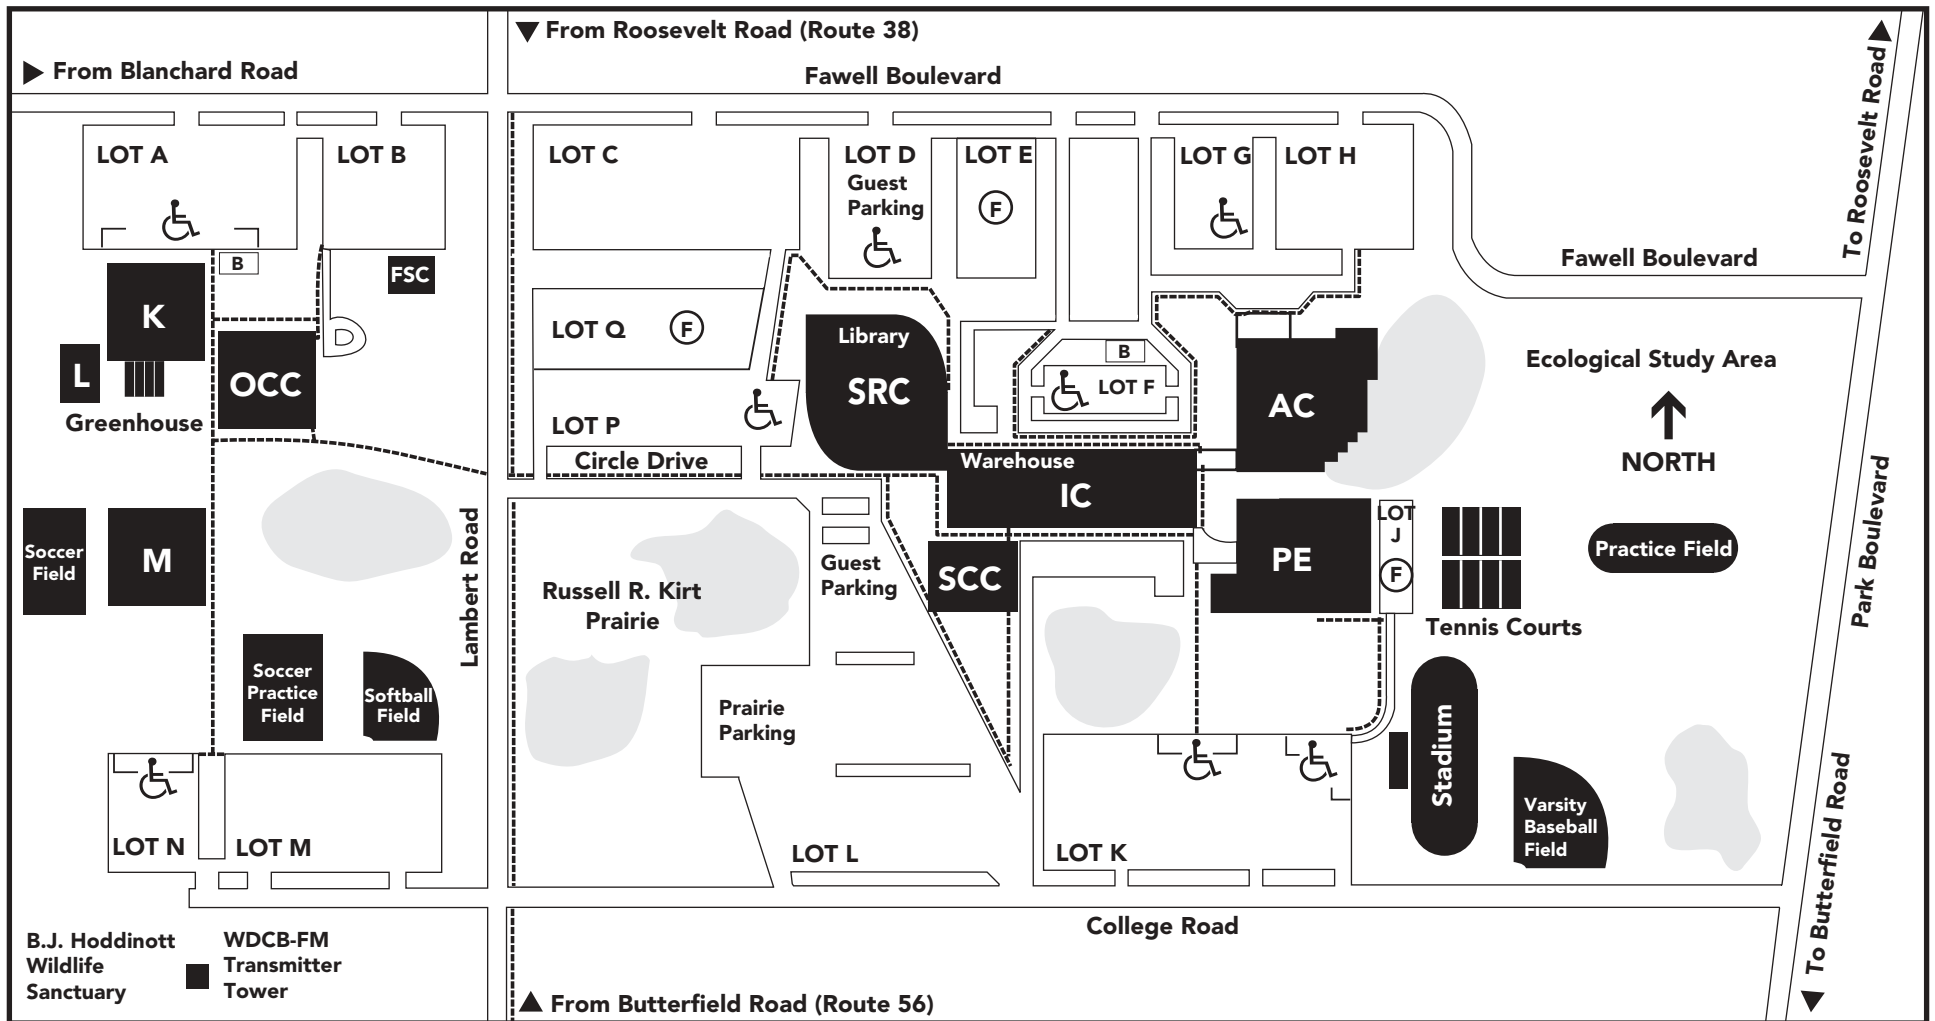 From Roosevelt Road (Route 38)
From Blanchard Road
Fawell Boulevard
To Roosevelt Road
LOT A
LOT B
LOT C
LOT D
Guest
Parking
LOT E
F
LOT G
LOT H
B
FSC
Fawell Boulevard
K
L
Greenhouse
OCC
LOT Q
F
LOT P
Circle Drive
Library
SRC
B
LOT F
AC
Ecological Study Area
NORTH
Warehouse
IC
Soccer
Field
M
Lambert Road
Russell R. Kirt
Prairie
Guest
Parking
SCC
PE
LOT
J
F
Practice Field
Tennis Courts
Park Boulevard
Soccer
Practice
Field
Softball
Field
Prairie
Parking
Stadium
Varsity
Baseball
Field
LOT N
LOT M
LOT L
LOT K
To Butterfield Road
College Road
B.J. Hoddinott
Wildlife
Sanctuary
WDCB-FM
Transmitter
Tower
From Butterfield Road (Route 56)